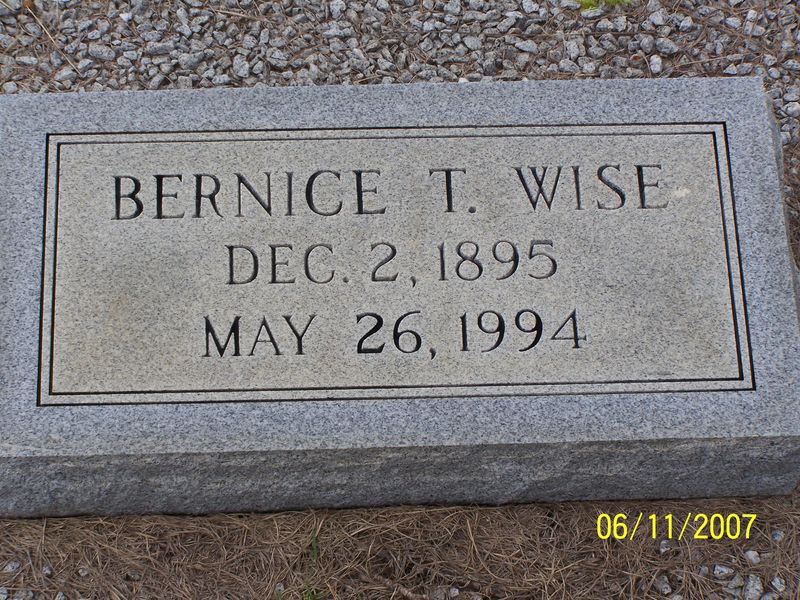 BERNICE T. WISE
DEC. 2, 1895
MAY 26, 1994
06/11/2007